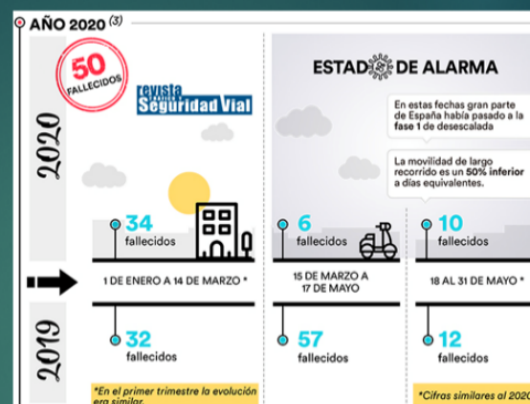 AÑO 2020 (3)
50
FALLECIDOS
revista
Seguridad Vial
ESTADO DE ALARMA
En estas fechas gran parte
de España había pasado a la
fase 1 de desescalada
La movilidad de largo
recorrido es un 50% inferior
a días equivalentes.
2020
34
fallecidos
6
fallecidos
10
fallecidos
1 DE ENERO A 14 DE MARZO *
15 DE MARZO A
17 DE MAYO
18 AL 31 DE MAYO *
2019
32
fallecidos
57
fallecidos
12
fallecidos
*En el primer trimestre la evolución
era similar.
*Cifras similares al 2020